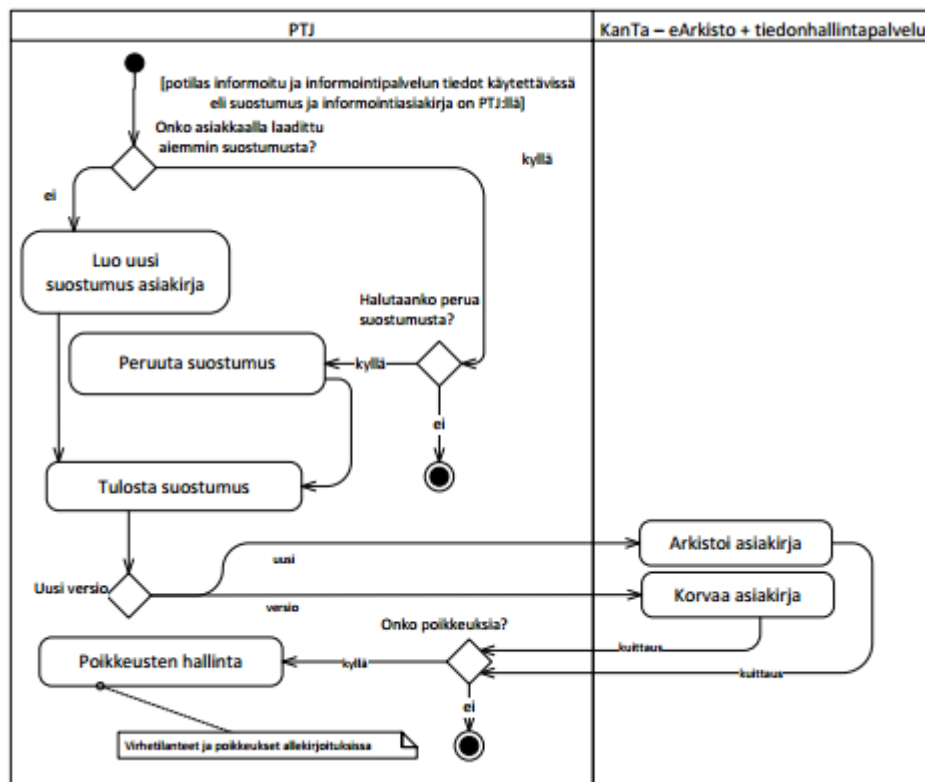 PTJ
KanTa – eArkisto + tiedonhallintapalvelu
[potilas informoitu ja informointipalvelun tiedot käytettävissä
eli suostumus ja informointiasiakirja on PTJ:llä]
Onko asiakkaalla laadittu
aiemmin suostumusta?
kyllä
ei
Luo uusi
suostumus asiakirja
Halutaanko perua
suostumusta?
Peruuta suostumus
kyllä
ei
Tulosta suostumus
Arkistoi asiakirja
uusi
Uusi versio
Korvaa asiakirja
versio
Onko poikkeuksia?
kuittaus
Poikkeusten hallinta
kyllä
kuittaus
ei
Virhetilanteet ja poikkeukset allekirjoituksissa